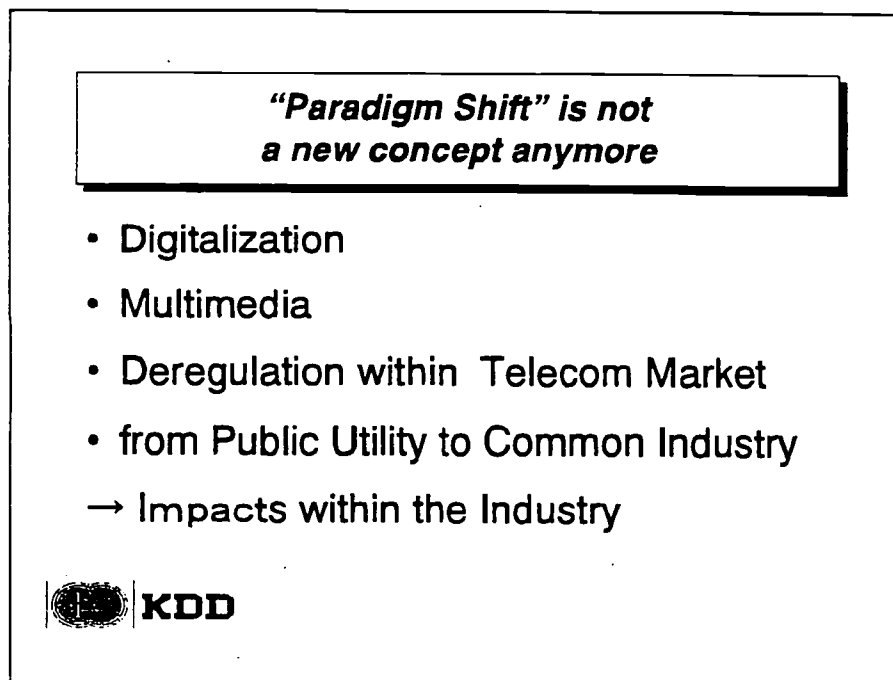 “Paradigm Shift” is not
a new concept anymore
• Digitalization
• Multimedia
• Deregulation within Telecom Market
• from Public Utility to Common Industry
→ Impacts within the Industry
KDD